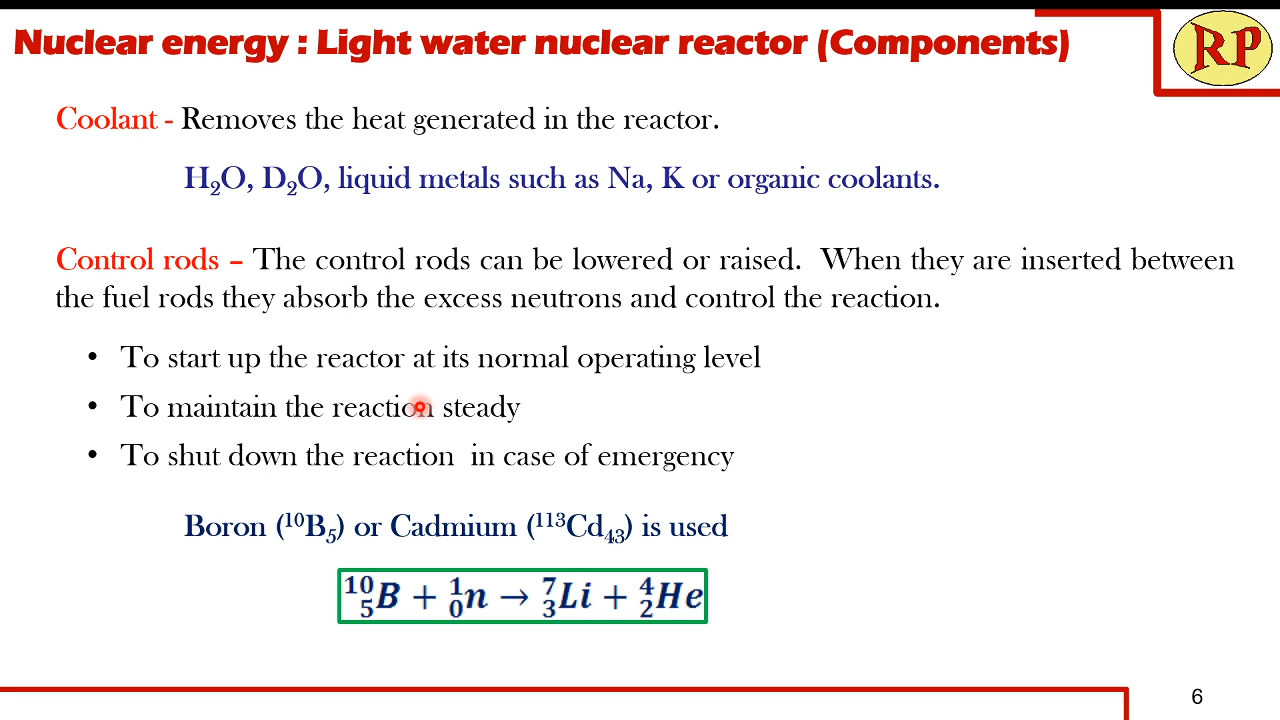 Nuclear energy : Light water nuclear reactor (Components)
RP
Coolant - Removes the heat generated in the reactor.
H₂O, D₂O, liquid metals such as Na, K or organic coolants.
Control rods – The control rods can be lowered or raised. When they are inserted between
the fuel rods they absorb the excess neutrons and control the reaction.
• To start up the reactor at its normal operating level
• To maintain the reaction steady
• To shut down the reaction in case of emergency
Boron (¹⁰B₅) or Cadmium (¹¹³Cd₄₃) is used
¹⁰₅B + ¹₀n → ⁷₃Li + ⁴₂He
6